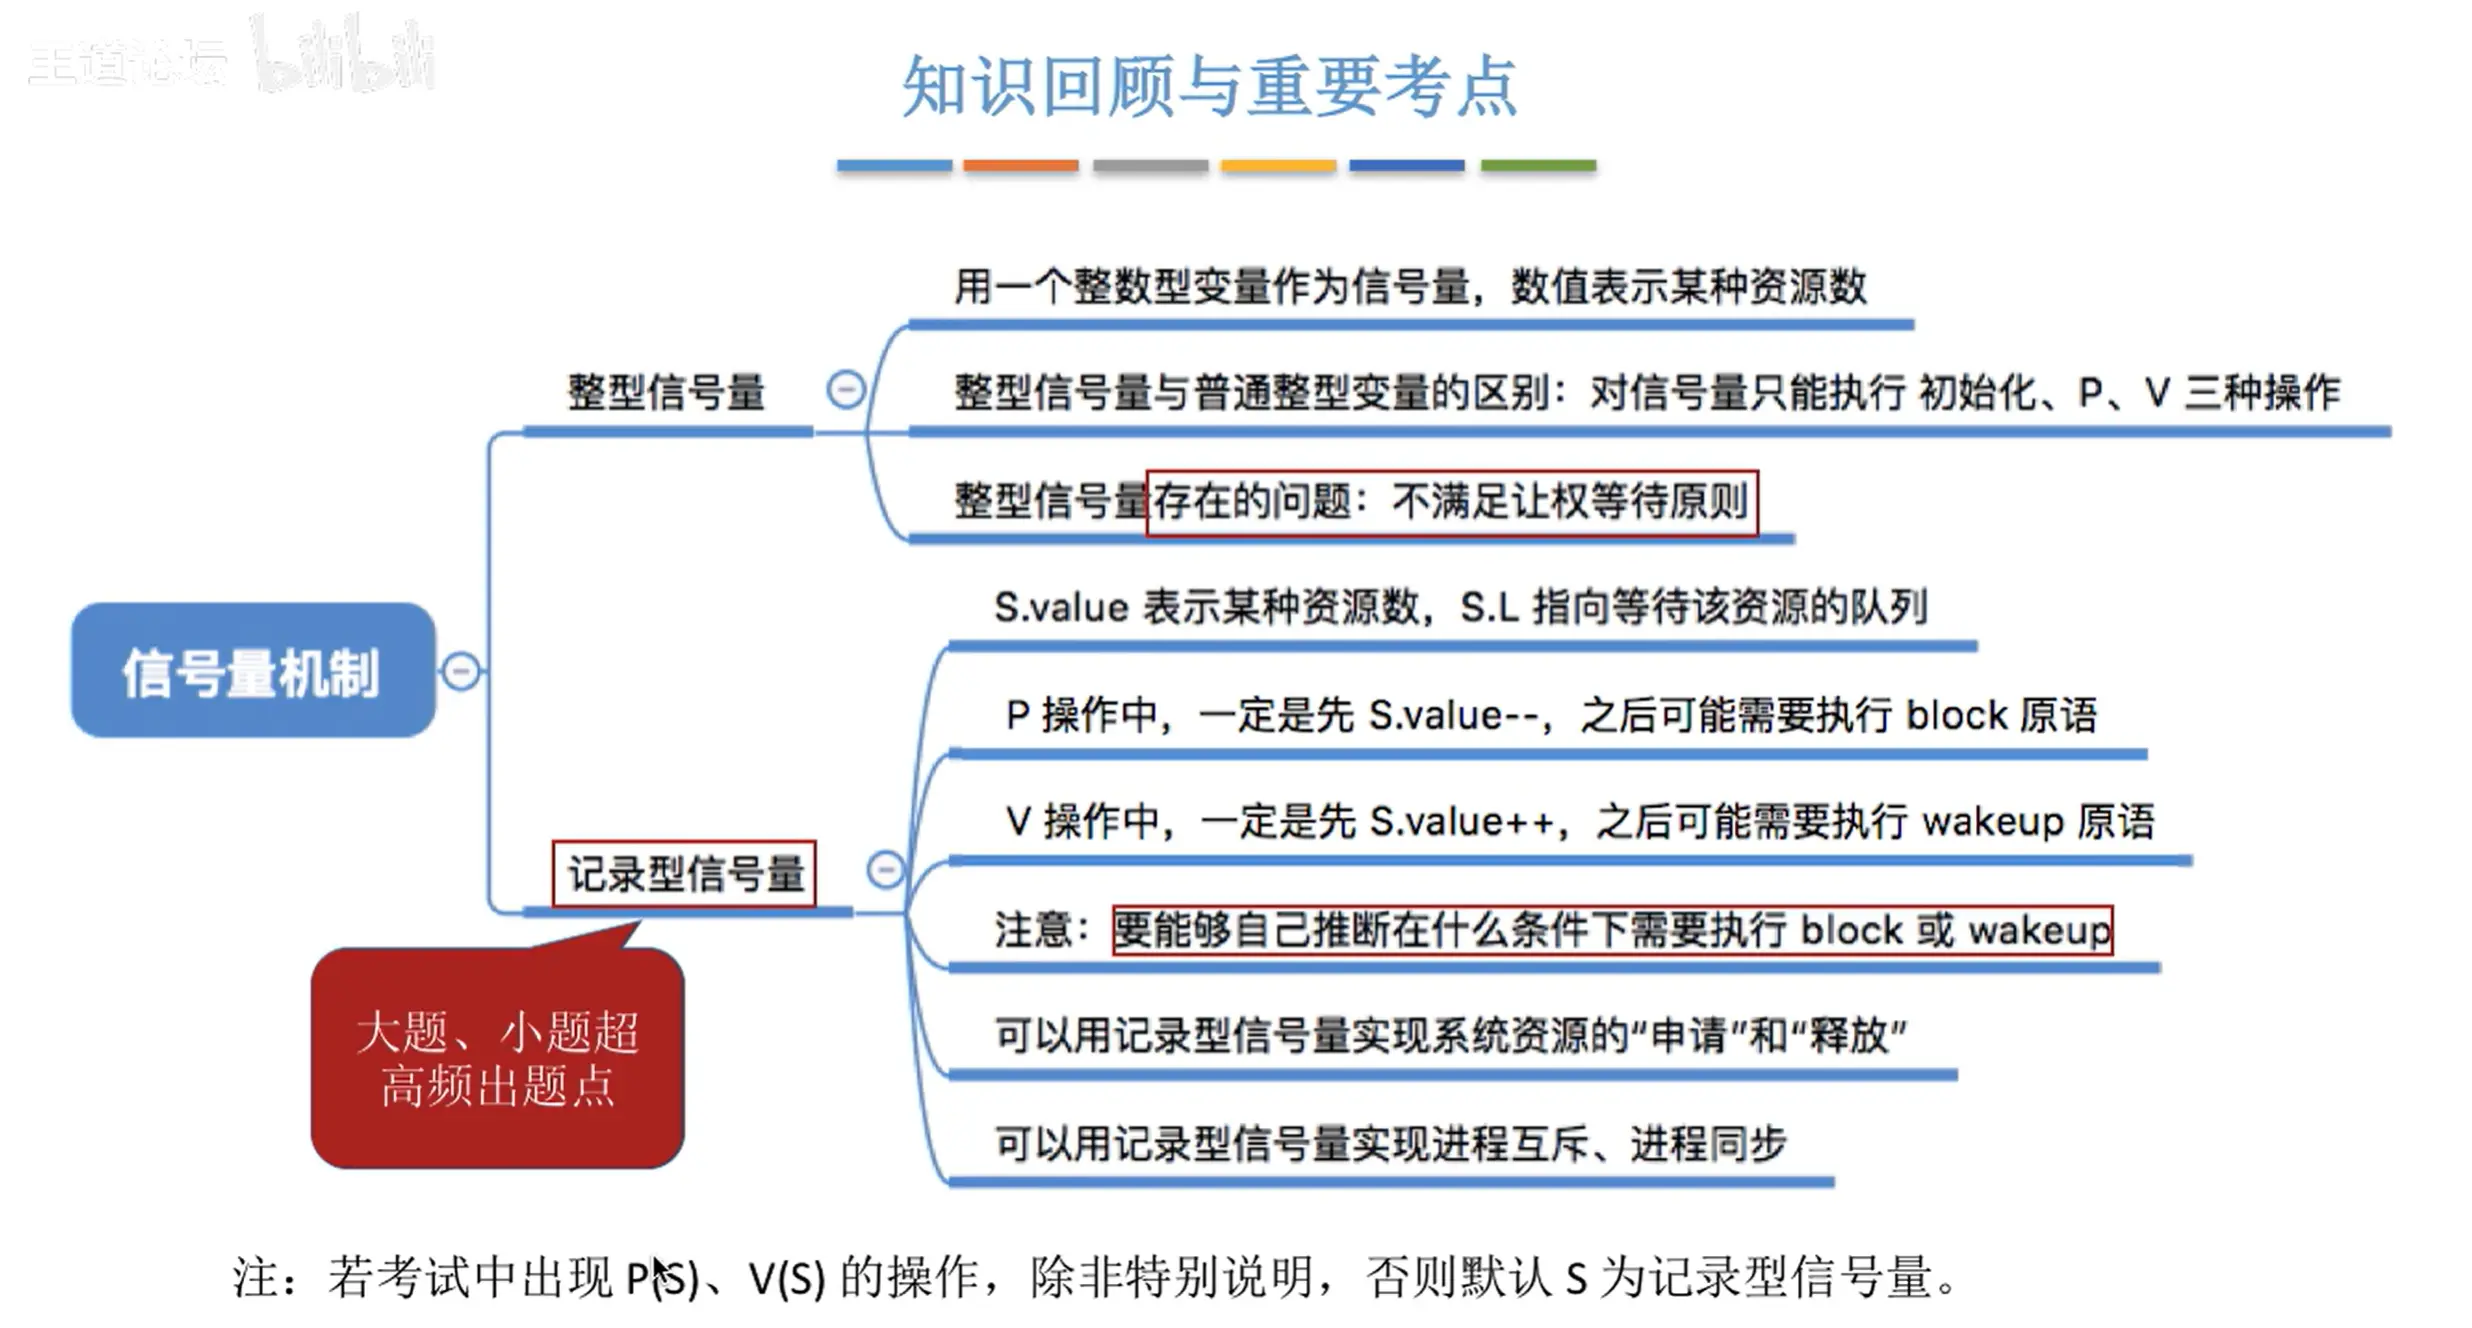 王道论坛 bilibili
知识回顾与重要考点
用一个整数型变量作为信号量，数值表示某种资源数
整型信号量
整型信号量与普通整型变量的区别：对信号量只能执行 初始化、P、V 三种操作
整型信号量存在的问题：不满足让权等待原则
信号量机制
S.value 表示某种资源数，S.L 指向等待该资源的队列
P 操作中，一定是先 S.value--，之后可能需要执行 block 原语
V 操作中，一定是先 S.value++，之后可能需要执行 wakeup 原语
记录型信号量
注意：要能够自己推断在什么条件下需要执行 block 或 wakeup
可以用记录型信号量实现系统资源的“申请”和“释放”
可以用记录型信号量实现进程互斥、进程同步
大题、小题超
高频出题点
注：若考试中出现 P(S)、V(S) 的操作，除非特别说明，否则默认 S 为记录型信号量。